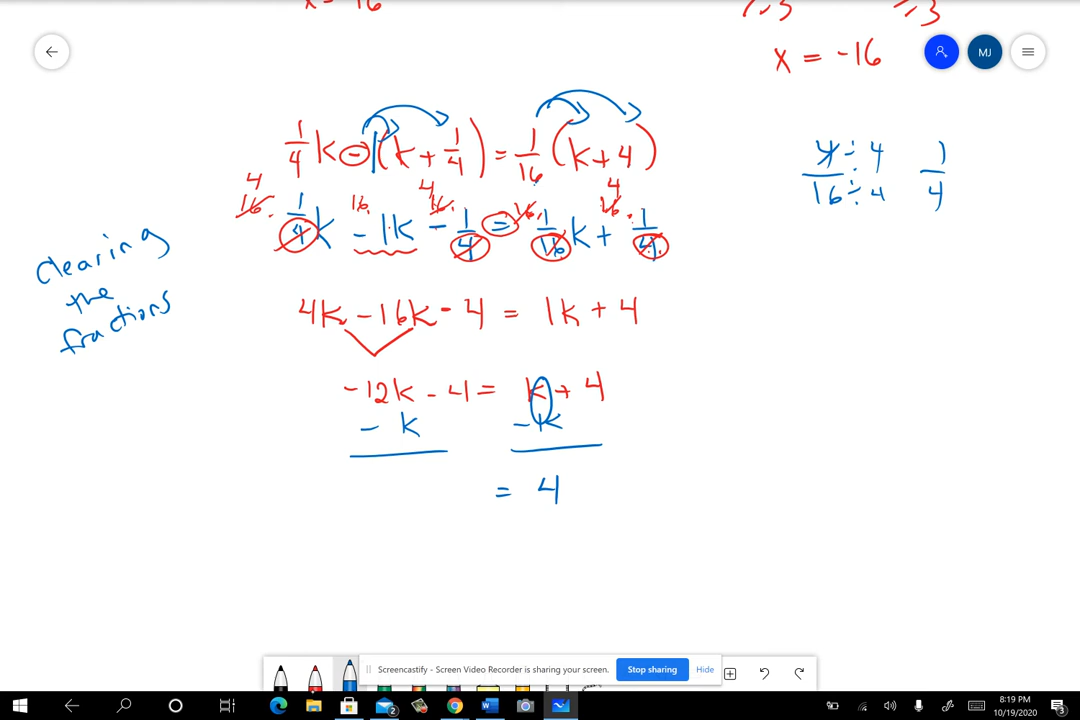 x = -16
x = -16
MJ
1/4 k - 1(k + 1/4) = 1/16 (k + 4)
4 ÷ 4
16 ÷ 4
1/4
4 4 4
16 · 1/4 k - 16 · 1k - 16 · 1/4 = 16 · 1/16 k + 16 · 1/4
clearing
the
fractions
4k - 16k - 4 = 1k + 4
-12k - 4 = k + 4
- k - k
= 4
Screencastify - Screen Video Recorder is sharing your screen.
Stop sharing
Hide
8:19 PM
10/19/2020